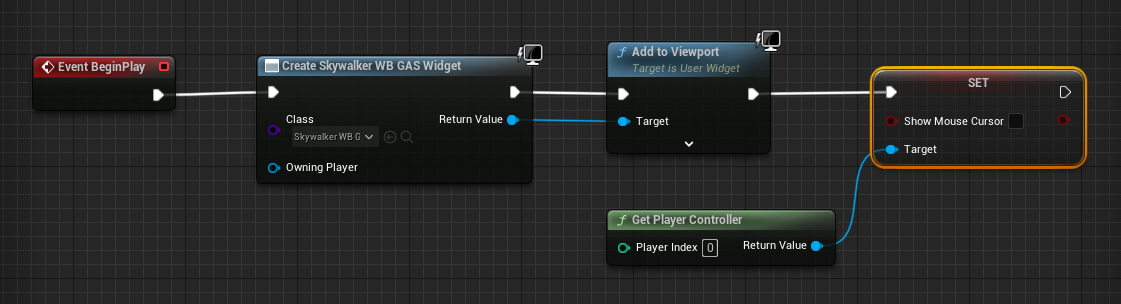 Event BeginPlay
Create Skywalker WB GAS Widget
Class
Skywalker WB G
Return Value
Owning Player
f Add to Viewport
Target is User Widget
Target
SET
Show Mouse Cursor
Target
f Get Player Controller
Player Index 0
Return Value